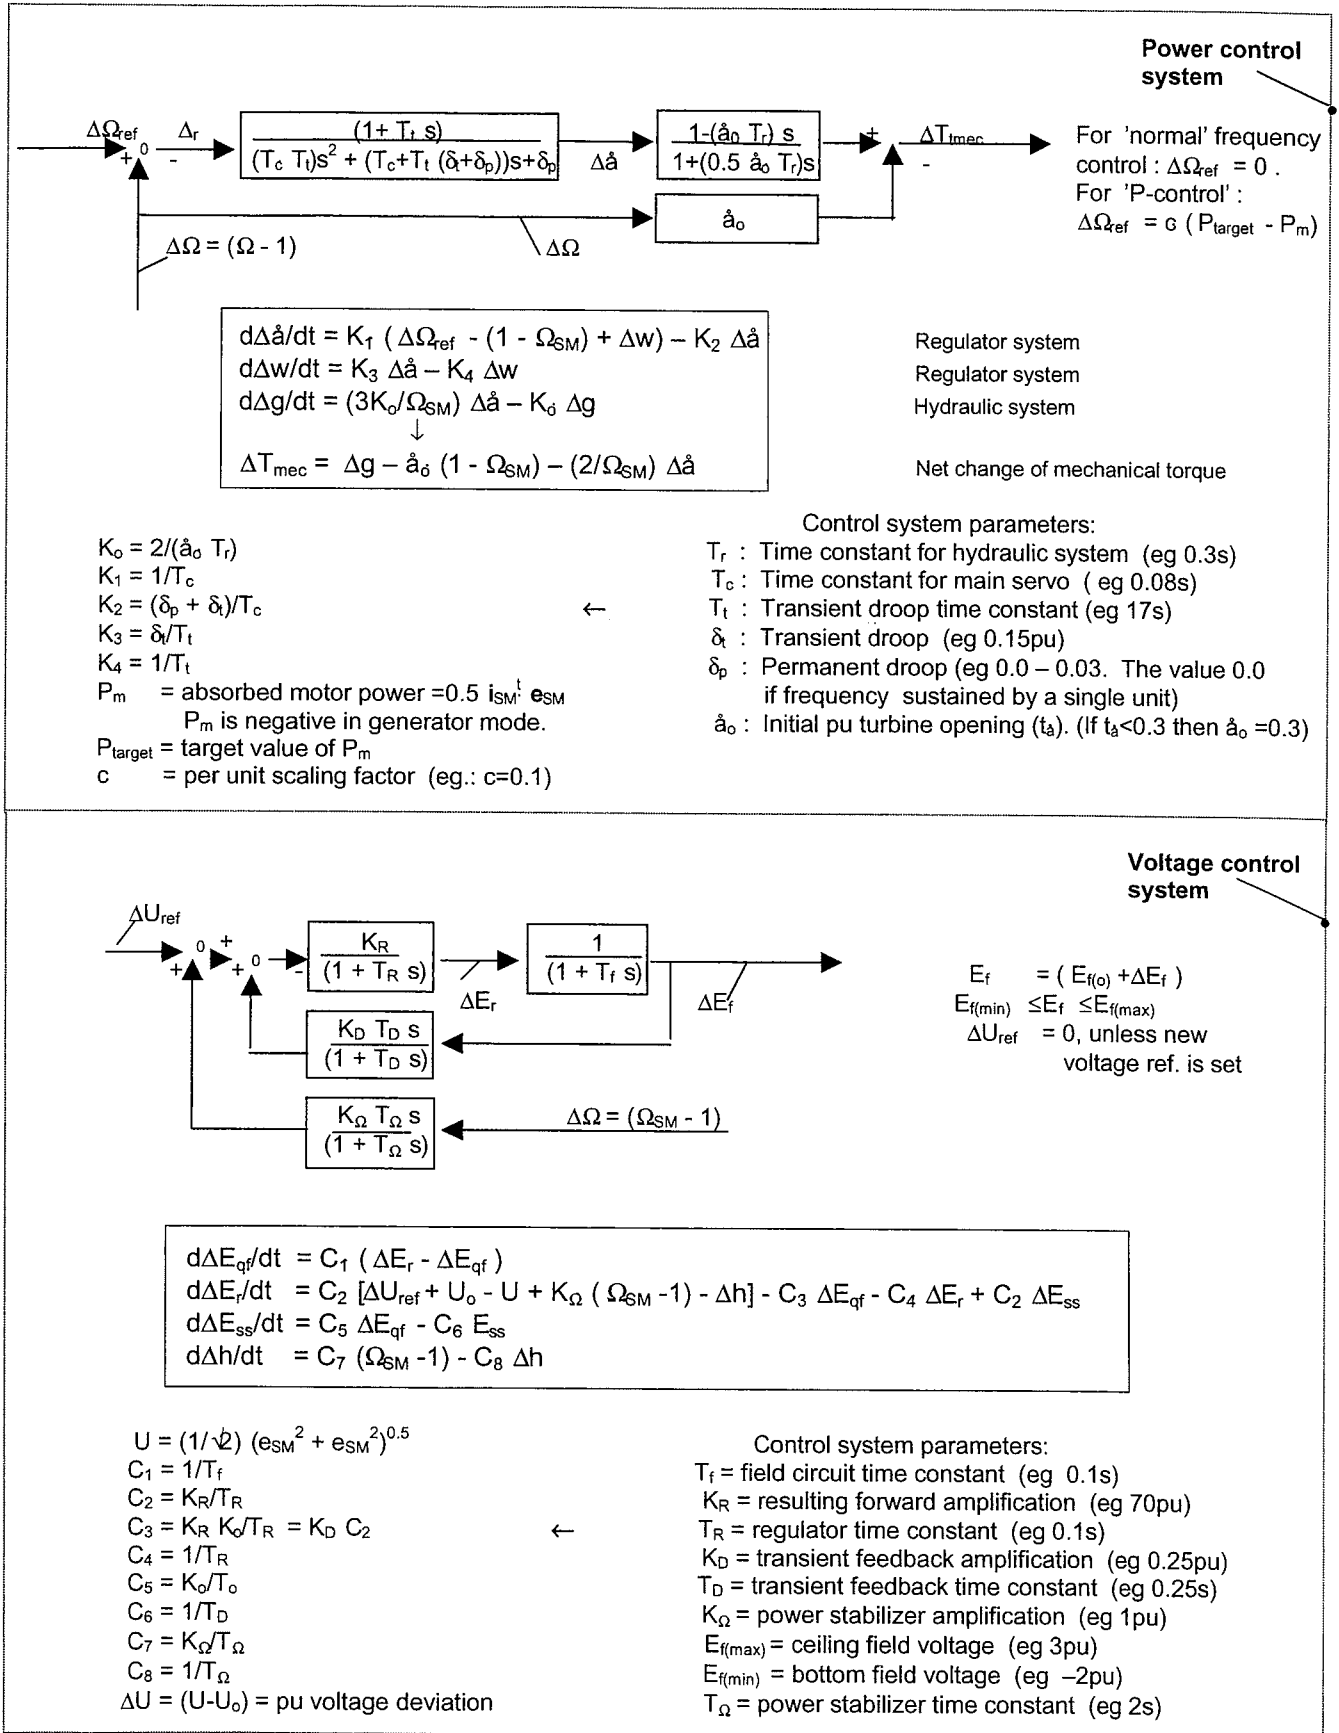 Power control
system
ΔΩref
+
0
Δr
-
(1+ Tt s)
(Tc Tt)s² + (Tc+Tt (δt+δp))s+δp
Δå
1-(åo Tr) s
1+(0.5 åo Tr)s
+
ΔTtmec
-
For 'normal' frequency
control : ΔΩref = 0 .
For 'P-control' :
ΔΩref = c ( Ptarget - Pm)
åo
ΔΩ = (Ω - 1)
ΔΩ
dΔå/dt = K1 ( ΔΩref - (1 - ΩSM) + Δw) – K2 Δå
Regulator system
dΔw/dt = K3 Δå – K4 Δw
Regulator system
dΔg/dt = (3Ko/ΩSM) Δå – Ko Δg
Hydraulic system
↓
ΔTmec = Δg – åo (1 - ΩSM) – (2/ΩSM) Δå
Net change of mechanical torque
Control system parameters:
Ko = 2/(åo Tr)
Tr : Time constant for hydraulic system (eg 0.3s)
K1 = 1/Tc
Tc : Time constant for main servo ( eg 0.08s)
K2 = (δp + δt)/Tc
←
Tt : Transient droop time constant (eg 17s)
K3 = δt/Tt
δt : Transient droop (eg 0.15pu)
K4 = 1/Tt
δp : Permanent droop (eg 0.0 – 0.03. The value 0.0
if frequency sustained by a single unit)
Pm = absorbed motor power =0.5 iSMt eSM
Pm is negative in generator mode.
åo : Initial pu turbine opening (tå). (If tå<0.3 then åo =0.3)
Ptarget = target value of Pm
c = per unit scaling factor (eg.: c=0.1)
Voltage control
system
ΔUref
+
0
+
+
0
-
KR
(1 + TR s)
ΔEr
1
(1 + Tf s)
ΔEf
KD TD s
(1 + TD s)
KΩ TΩ s
(1 + TΩ s)
ΔΩ = (ΩSM - 1)
Ef = ( Ef(o) +ΔEf )
Ef(min) ≤Ef ≤Ef(max)
ΔUref = 0, unless new
voltage ref. is set
dΔEqf/dt = C1 ( ΔEr - ΔEqf )
dΔEr/dt = C2 [ΔUref + Uo - U + KΩ ( ΩSM -1) - Δh] - C3 ΔEqf - C4 ΔEr + C2 ΔEss
dΔEss/dt = C5 ΔEqf - C6 Ess
dΔh/dt = C7 (ΩSM -1) - C8 Δh
U = (1/√2) (eSM² + eSM²)^0.5
Control system parameters:
C1 = 1/Tf
Tf = field circuit time constant (eg 0.1s)
C2 = KR/TR
KR = resulting forward amplification (eg 70pu)
C3 = KR Ko/TR = KD C2
←
TR = regulator time constant (eg 0.1s)
C4 = 1/TR
KD = transient feedback amplification (eg 0.25pu)
C5 = Ko/To
TD = transient feedback time constant (eg 0.25s)
C6 = 1/TD
KΩ = power stabilizer amplification (eg 1pu)
C7 = KΩ/TΩ
Ef(max) = ceiling field voltage (eg 3pu)
C8 = 1/TΩ
Ef(min) = bottom field voltage (eg –2pu)
ΔU = (U-Uo) = pu voltage deviation
TΩ = power stabilizer time constant (eg 2s)